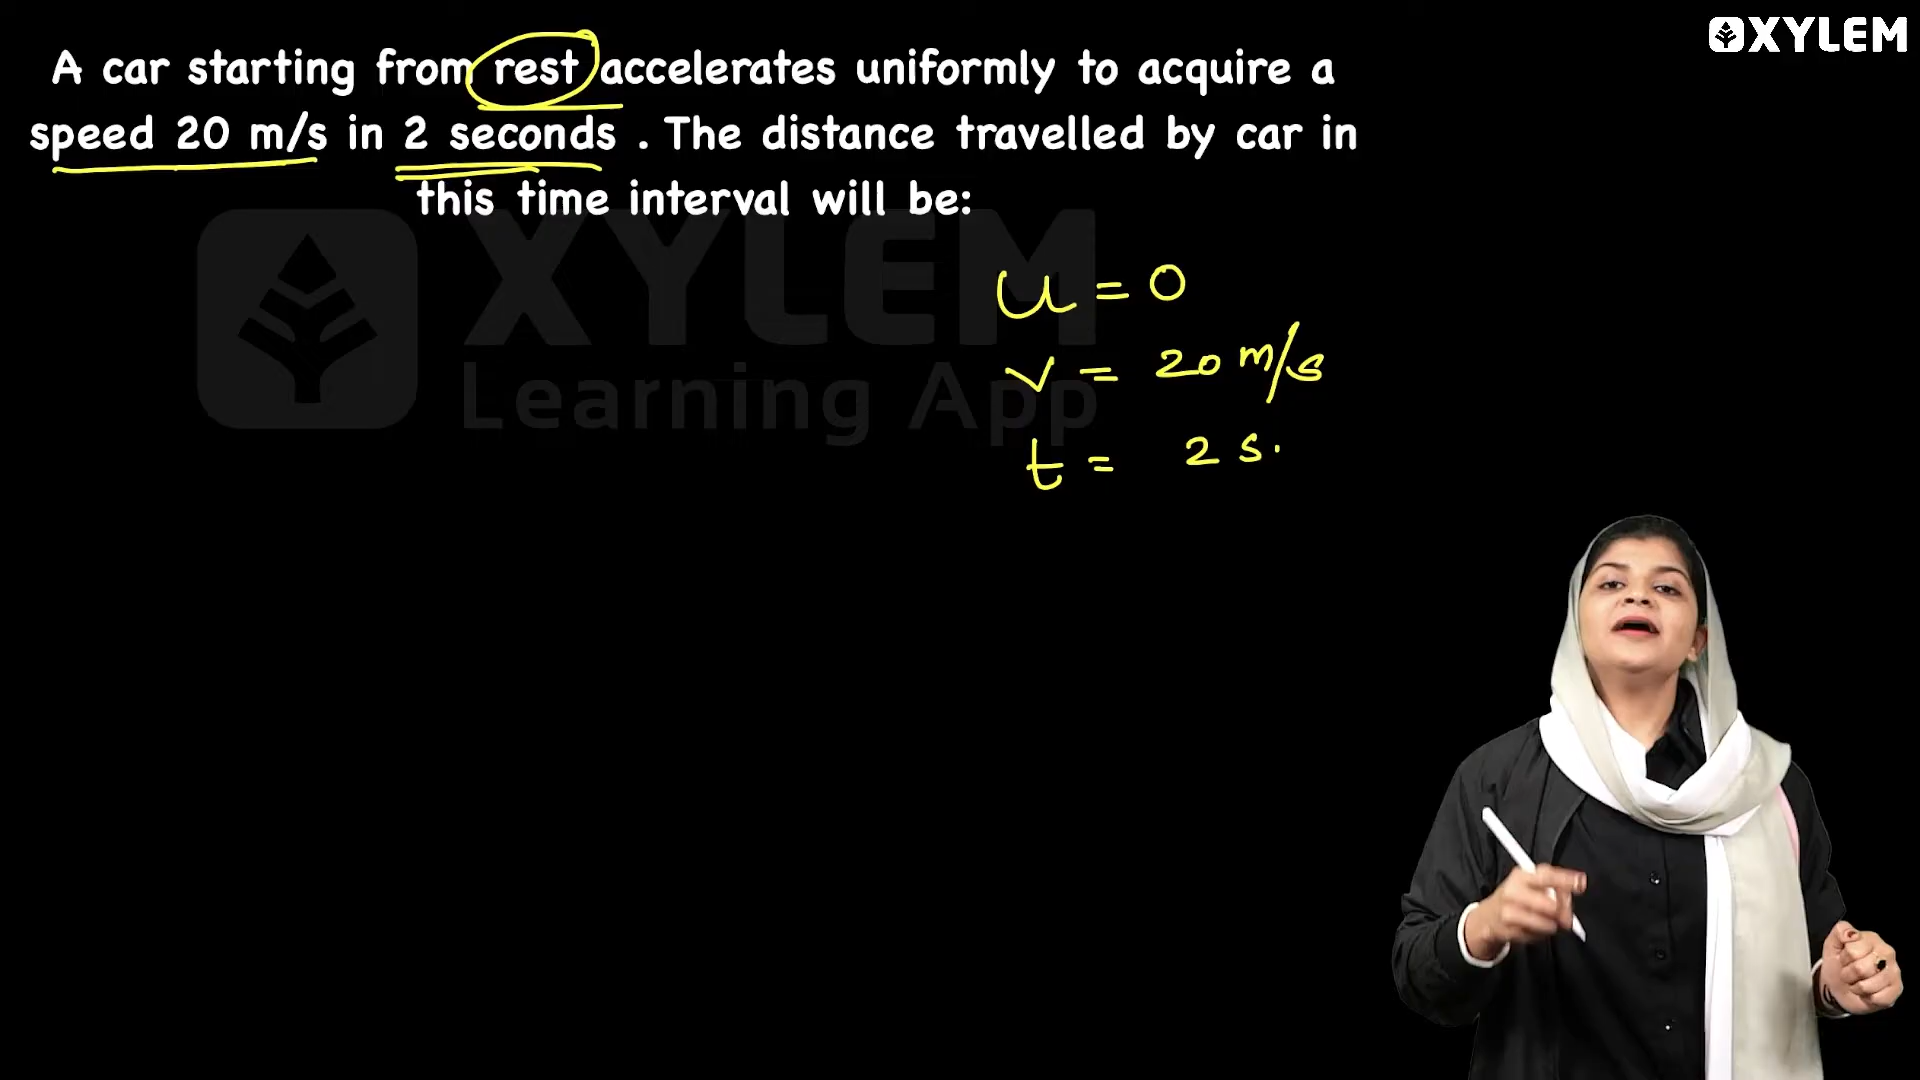 XYLEM
A car starting from rest accelerates uniformly to acquire a
speed 20 m/s in 2 seconds . The distance travelled by car in
this time interval will be:
XYLEM
Learning App
u = 0
v = 20 m/s
t = 2 s.